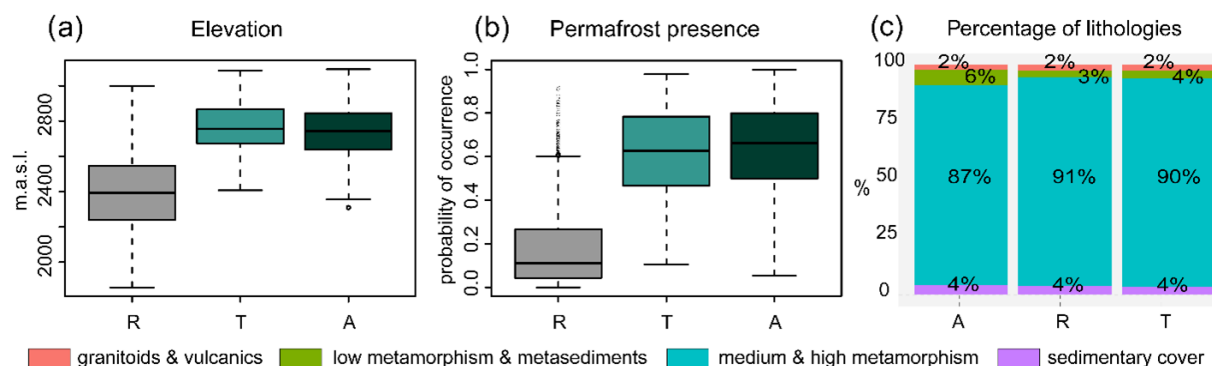 (a) Elevation
m.a.s.l.
2800
2400
2000
R T A
(b) Permafrost presence
probability of occurrence
1.0
0.8
0.6
0.4
0.2
0.0
R T A
(c) Percentage of lithologies
%
100
75
50
25
0
2% 2% 2%
6% 3% 4%
87% 91% 90%
4% 4% 4%
A R T
granitoids & vulcanics low metamorphism & metasediments medium & high metamorphism sedimentary cover